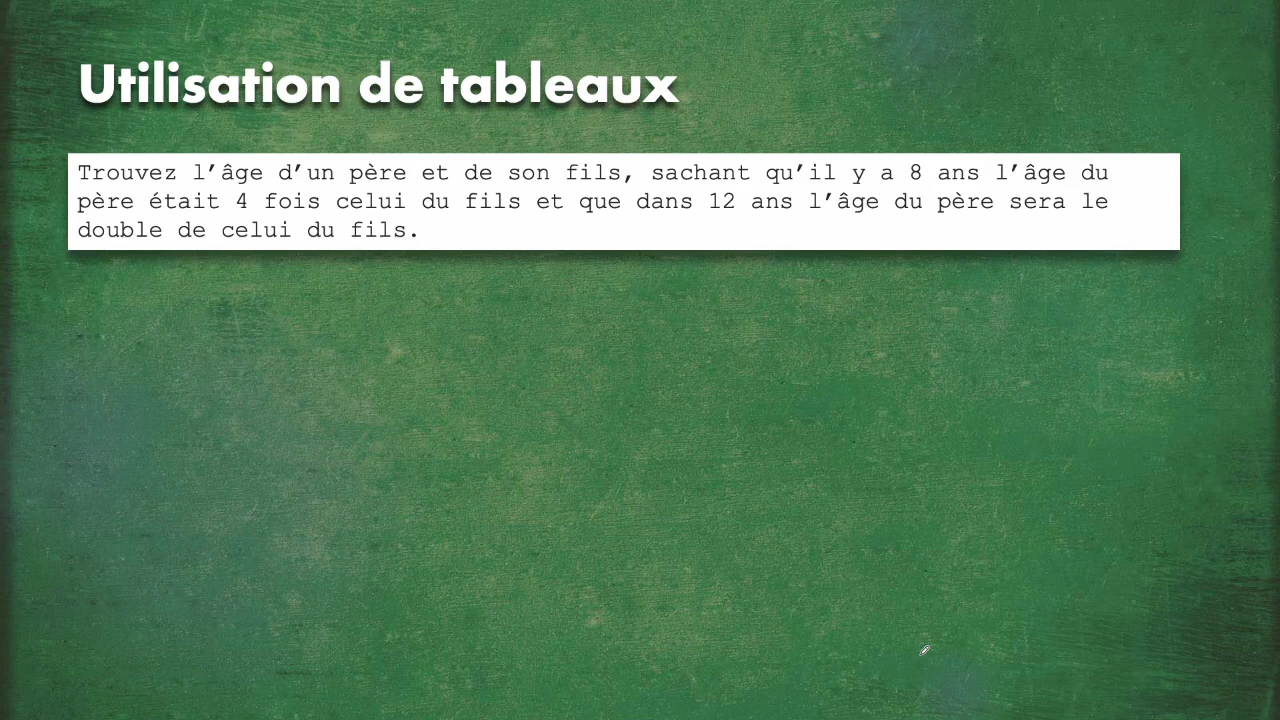 Utilisation de tableaux
Trouvez l’âge d’un père et de son fils, sachant qu’il y a 8 ans l’âge du
père était 4 fois celui du fils et que dans 12 ans l’âge du père sera le
double de celui du fils.